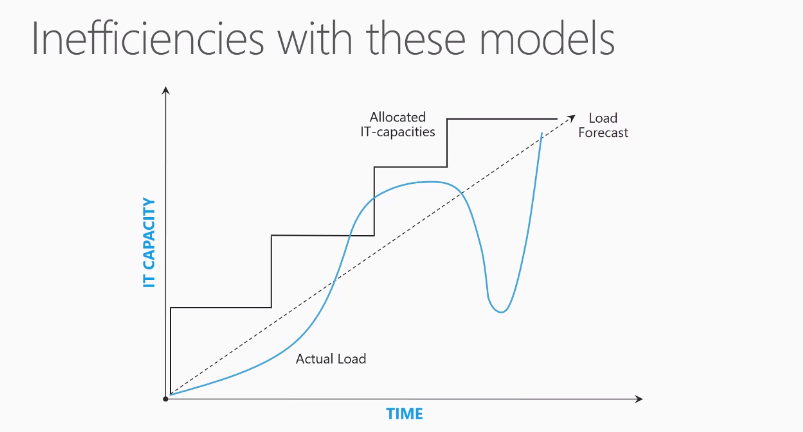 Inefficiencies with these models
Allocated
IT-capacities
Load
Forecast
IT CAPACITY
Actual Load
TIME